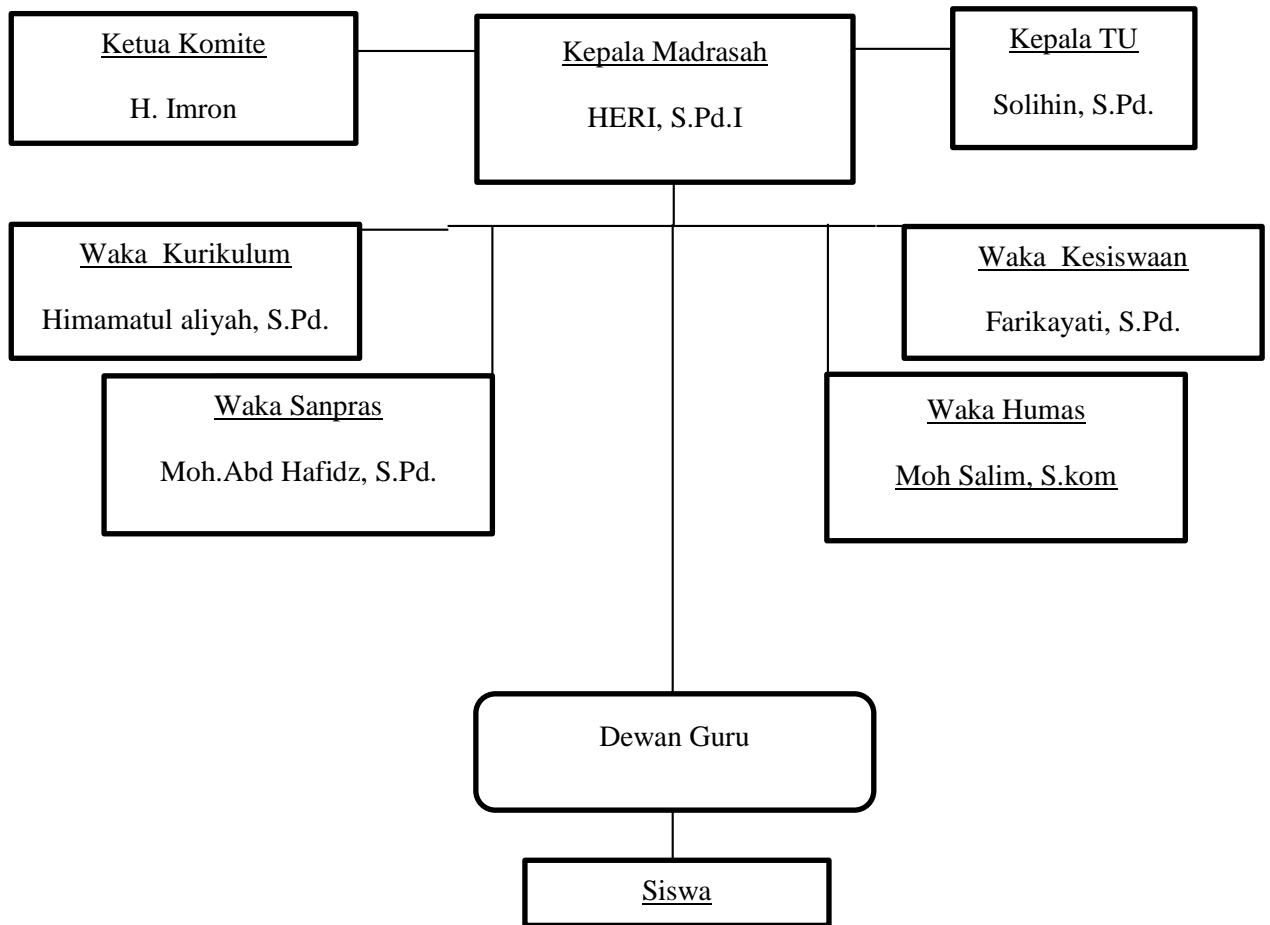 Ketua Komite
H. Imron
Kepala Madrasah
HERI, S.Pd.I
Kepala TU
Solihin, S.Pd.
Waka  Kurikulum
Himamatul aliyah, S.Pd.
Waka  Kesiswaan
Farikayati, S.Pd.
Waka Sanpras
Moh.Abd Hafidz, S.Pd.
Waka Humas
Moh Salim, S.kom
Dewan Guru
Siswa